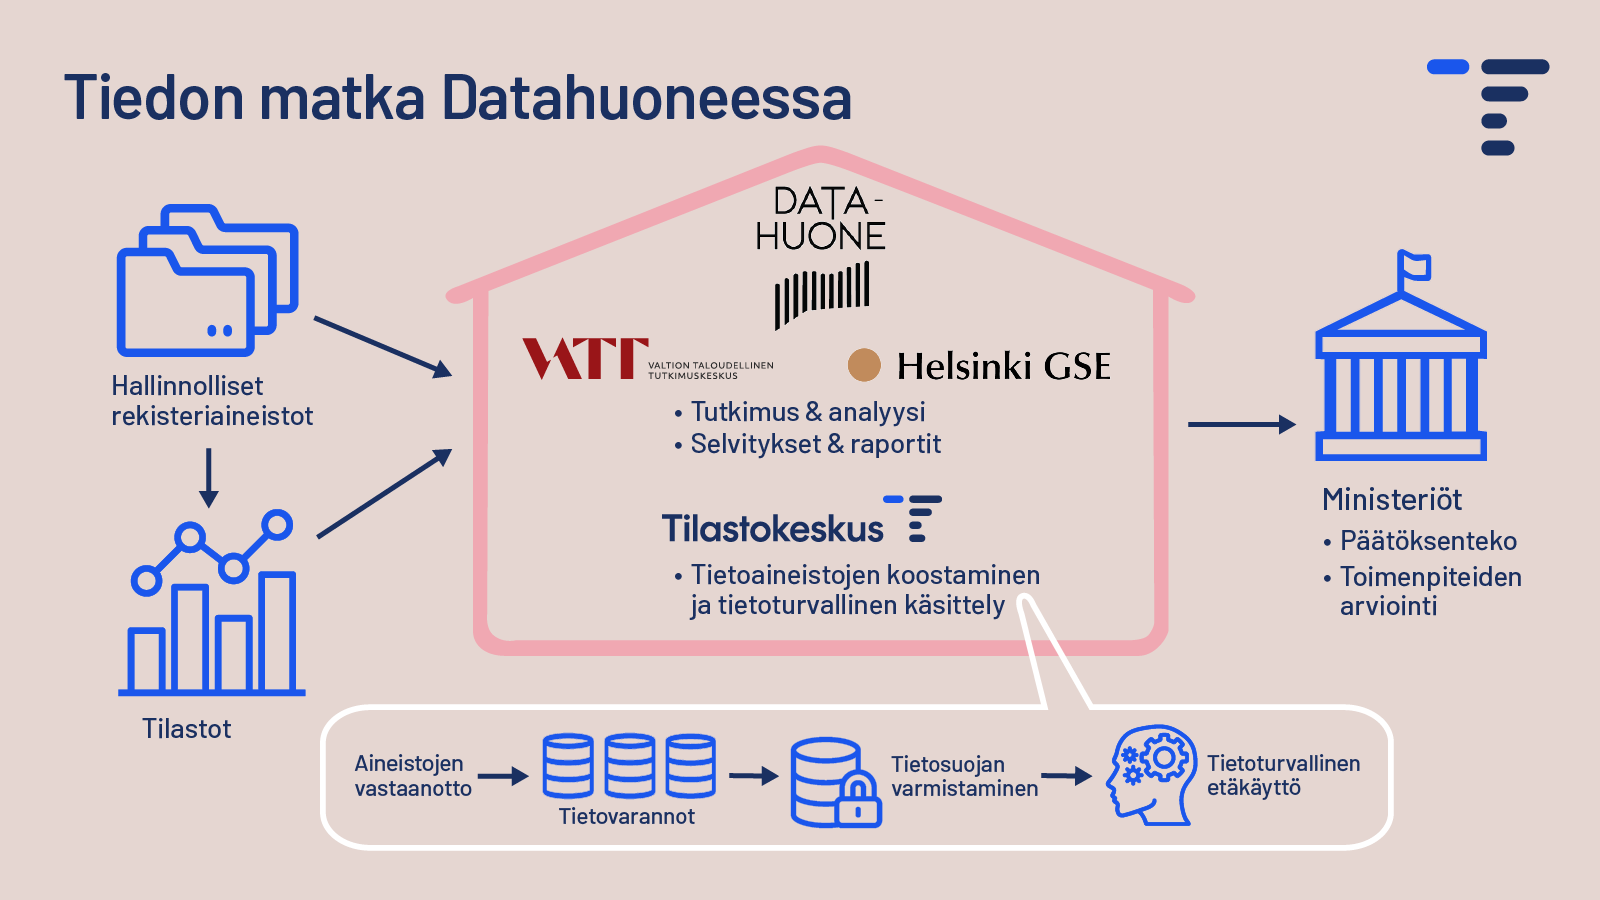 Tiedon matka Datahuoneessa
Hallinnolliset
rekisteriaineistot
Tilastot
DATA-
HUONE
VATT
VALTION TALOUDELLINEN
TUTKIMUSKESKUS
Helsinki GSE
• Tutkimus & analyysi
• Selvitykset & raportit
Tilastokeskus
• Tietoaineistojen koostaminen
ja tietoturvallinen käsittely
Ministeriöt
• Päätöksenteko
• Toimenpiteiden
arviointi
Aineistojen
vastaanotto
Tietovarannot
Tietosuojan
varmistaminen
Tietoturvallinen
etäkäyttö